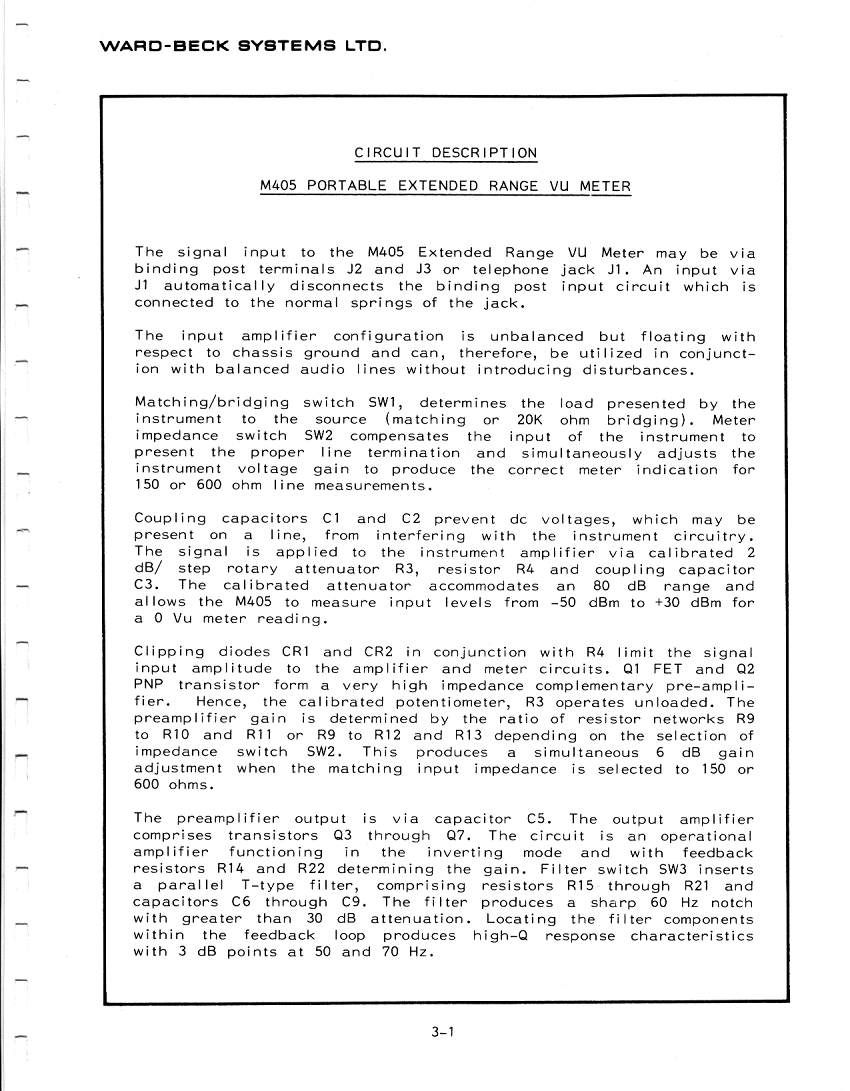 WARD-BECK SYSTEMS LTD.
CIRCUIT DESCRIPTION
M405 PORTABLE EXTENDED RANGE VU METER
The signal input to the M405 Extended Range VU Meter may be via
binding post terminals J2 and J3 or telephone jack J1. An input via
J1 automatically disconnects the binding post input circuit which is
connected to the normal springs of the jack.
The input amplifier configuration is unbalanced but floating with
respect to chassis ground and can, therefore, be utilized in conjunct-
ion with balanced audio lines without introducing disturbances.
Matching/bridging switch SW1, determines the load presented by the
instrument to the source (matching or 20K ohm bridging). Meter
impedance switch SW2 compensates the input of the instrument to
present the proper line termination and simultaneously adjusts the
instrument voltage gain to produce the correct meter indication for
150 or 600 ohm line measurements.
Coupling capacitors C1 and C2 prevent dc voltages, which may be
present on a line, from interfering with the instrument circuitry.
The signal is applied to the instrument amplifier via calibrated 2
dB/ step rotary attenuator R3, resistor R4 and coupling capacitor
C3. The calibrated attenuator accommodates an 80 dB range and
allows the M405 to measure input levels from -50 dBm to +30 dBm for
a 0 Vu meter reading.
Clipping diodes CR1 and CR2 in conjunction with R4 limit the signal
input amplitude to the amplifier and meter circuits. Q1 FET and Q2
PNP transistor form a very high impedance complementary pre-ampli-
fier. Hence, the calibrated potentiometer, R3 operates unloaded. The
preamplifier gain is determined by the ratio of resistor networks R9
to R10 and R11 or R9 to R12 and R13 depending on the selection of
impedance switch SW2. This produces a simultaneous 6 dB gain
adjustment when the matching input impedance is selected to 150 or
600 ohms.
The preamplifier output is via capacitor C5. The output amplifier
comprises transistors Q3 through Q7. The circuit is an operational
amplifier functioning in the inverting mode and with feedback
resistors R14 and R22 determining the gain. Filter switch SW3 inserts
a parallel T-type filter, comprising resistors R15 through R21 and
capacitors C6 through C9. The filter produces a sharp 60 Hz notch
with greater than 30 dB attenuation. Locating the filter components
within the feedback loop produces high-Q response characteristics
with 3 dB points at 50 and 70 Hz.
3-1